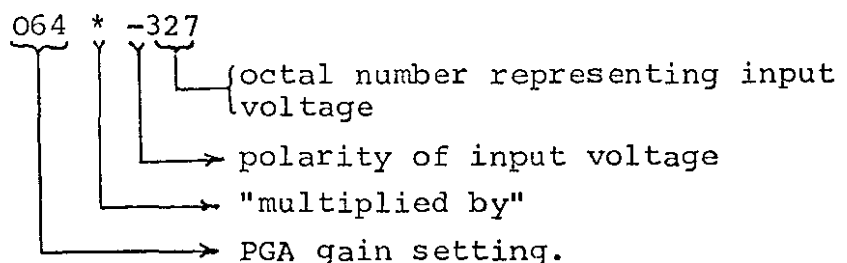 064 * -327
octal number representing input
voltage
polarity of input voltage
"multiplied by"
PGA gain setting.